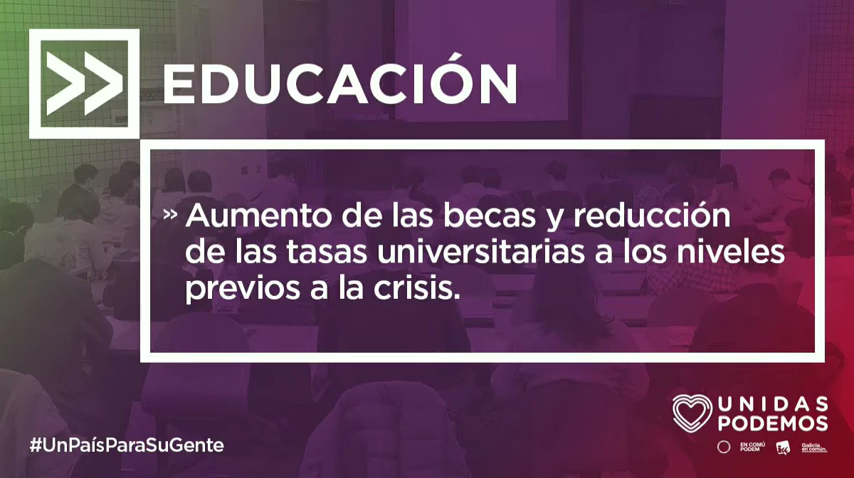 EDUCACIÓN
» Aumento de las becas y reducción
de las tasas universitarias a los niveles
previos a la crisis.
UNIDAS
PODEMOS
EN COMÚ
PODEM
Galicia
en común
#UnPaísParaSuGente